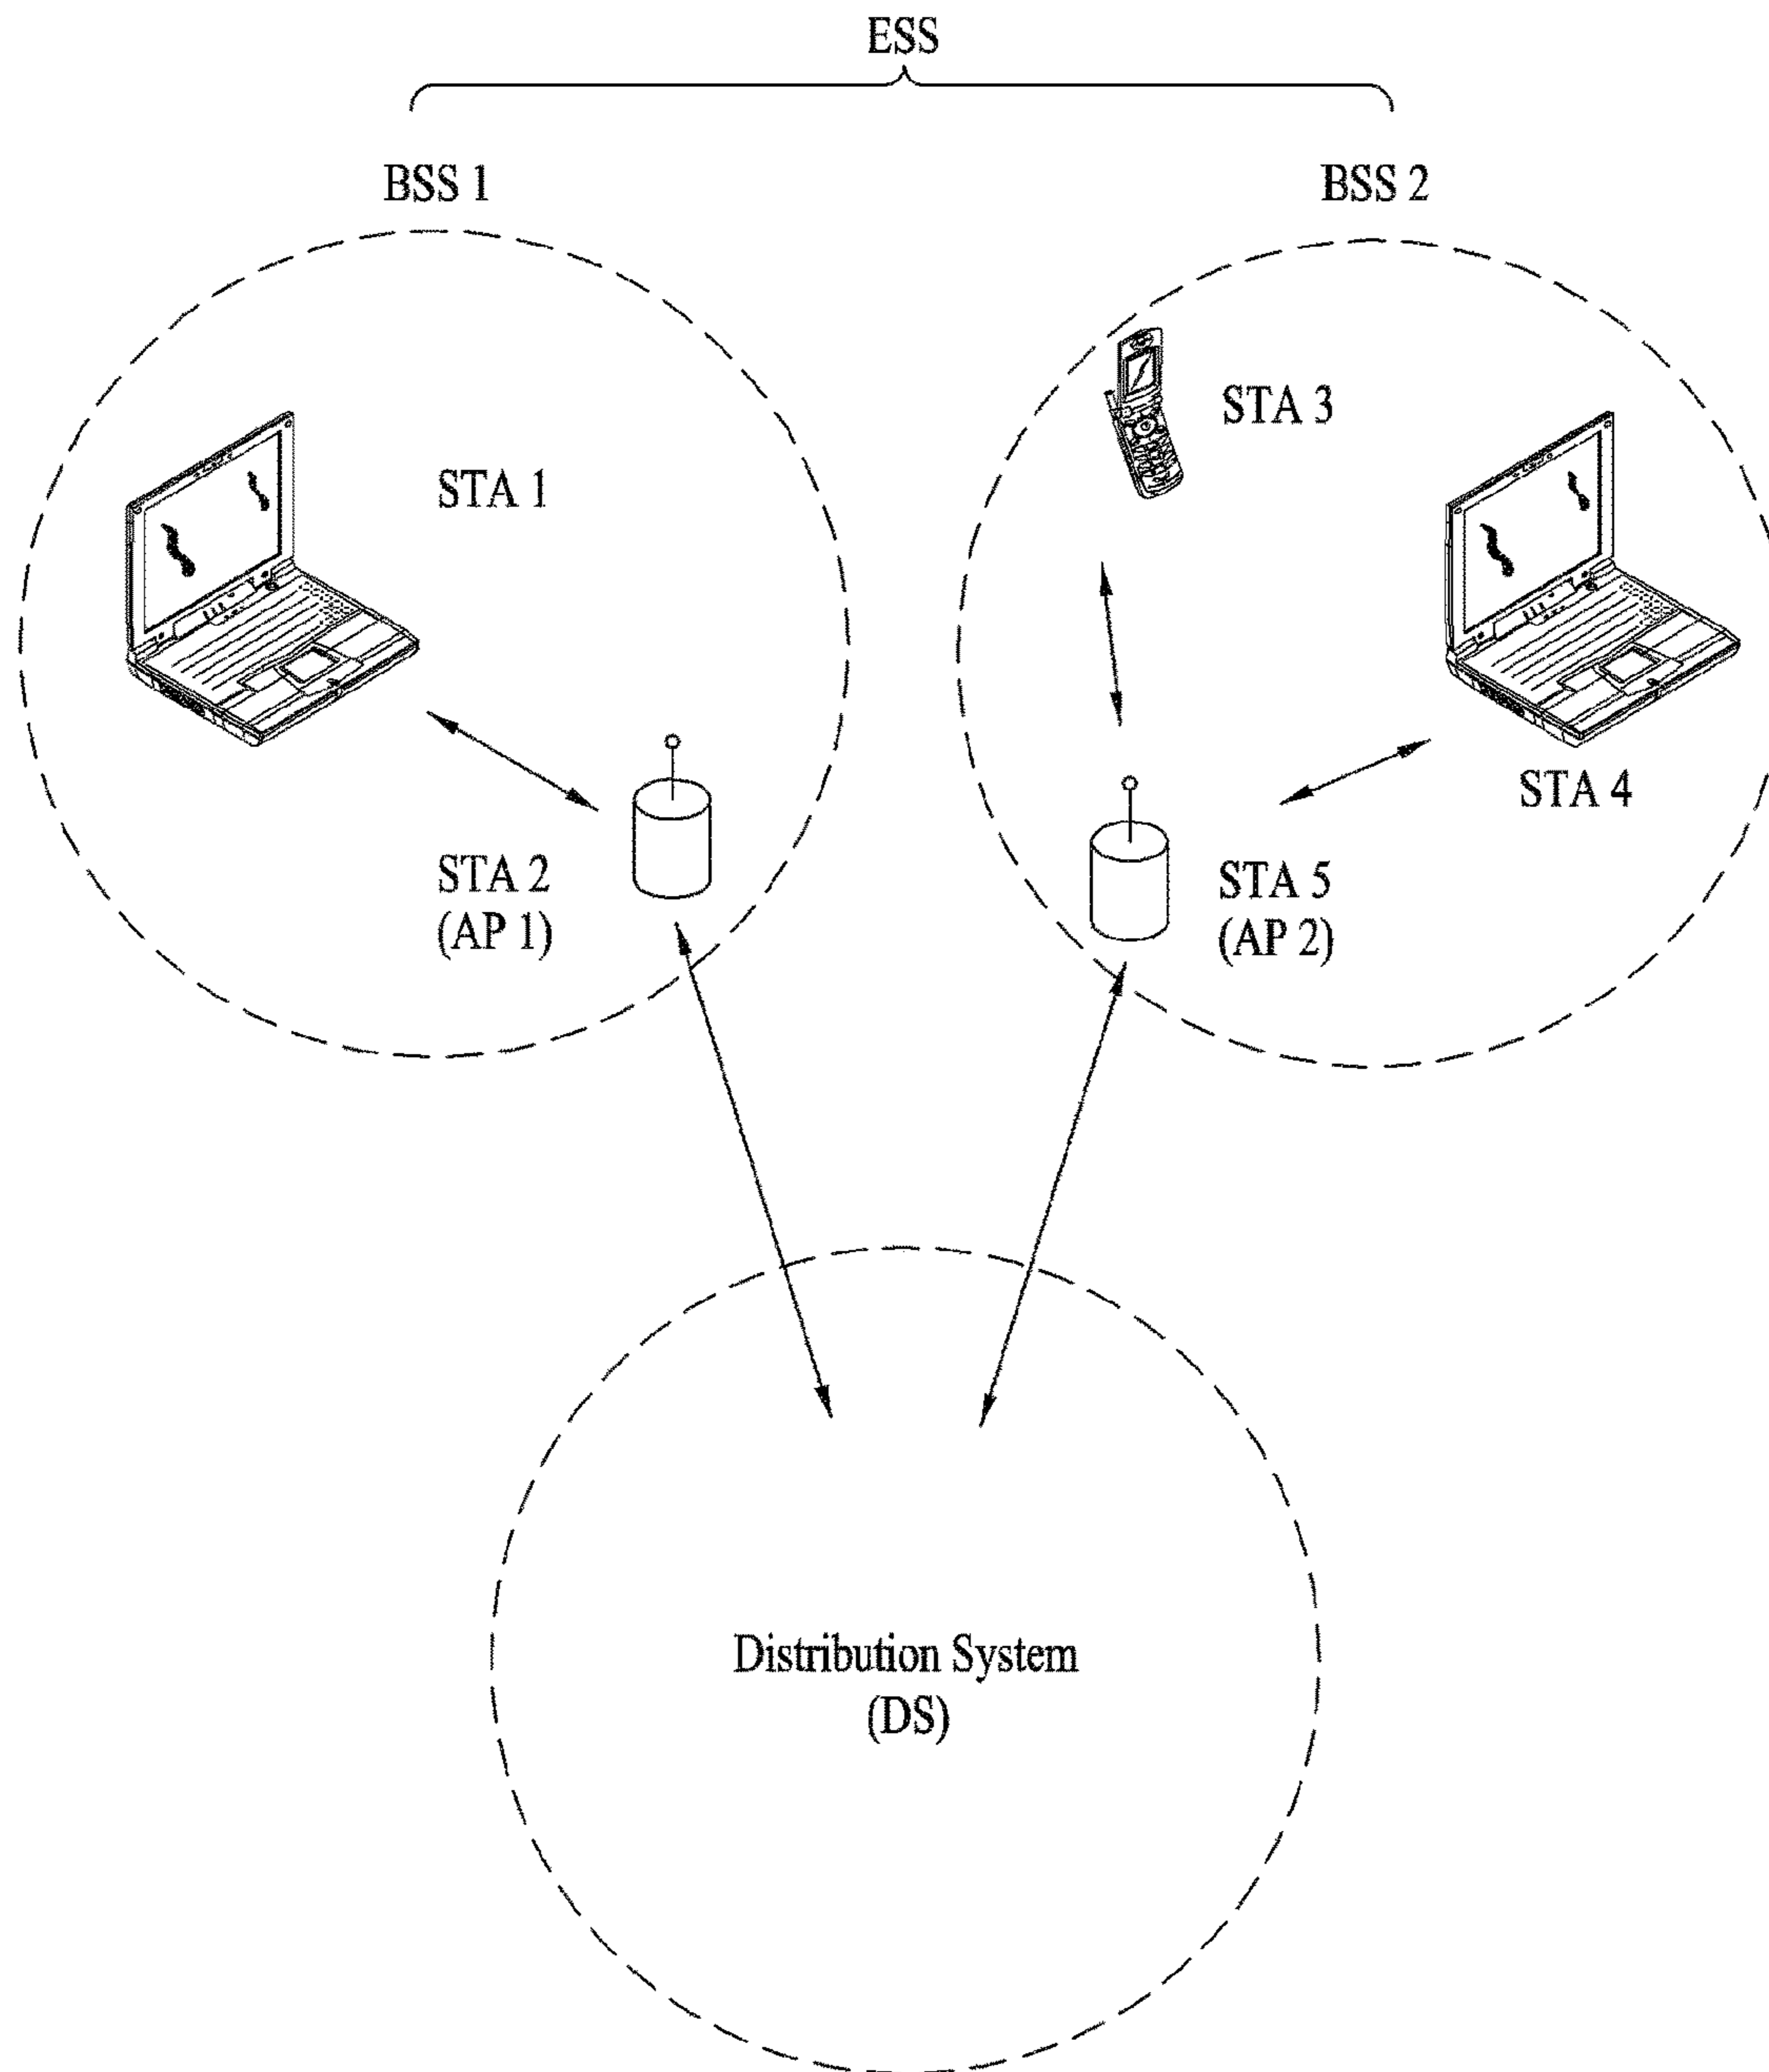 ESS
BSS 1
BSS 2
STA 1
STA 3
STA 4
STA 2
(AP 1)
STA 5
(AP 2)
Distribution System
(DS)